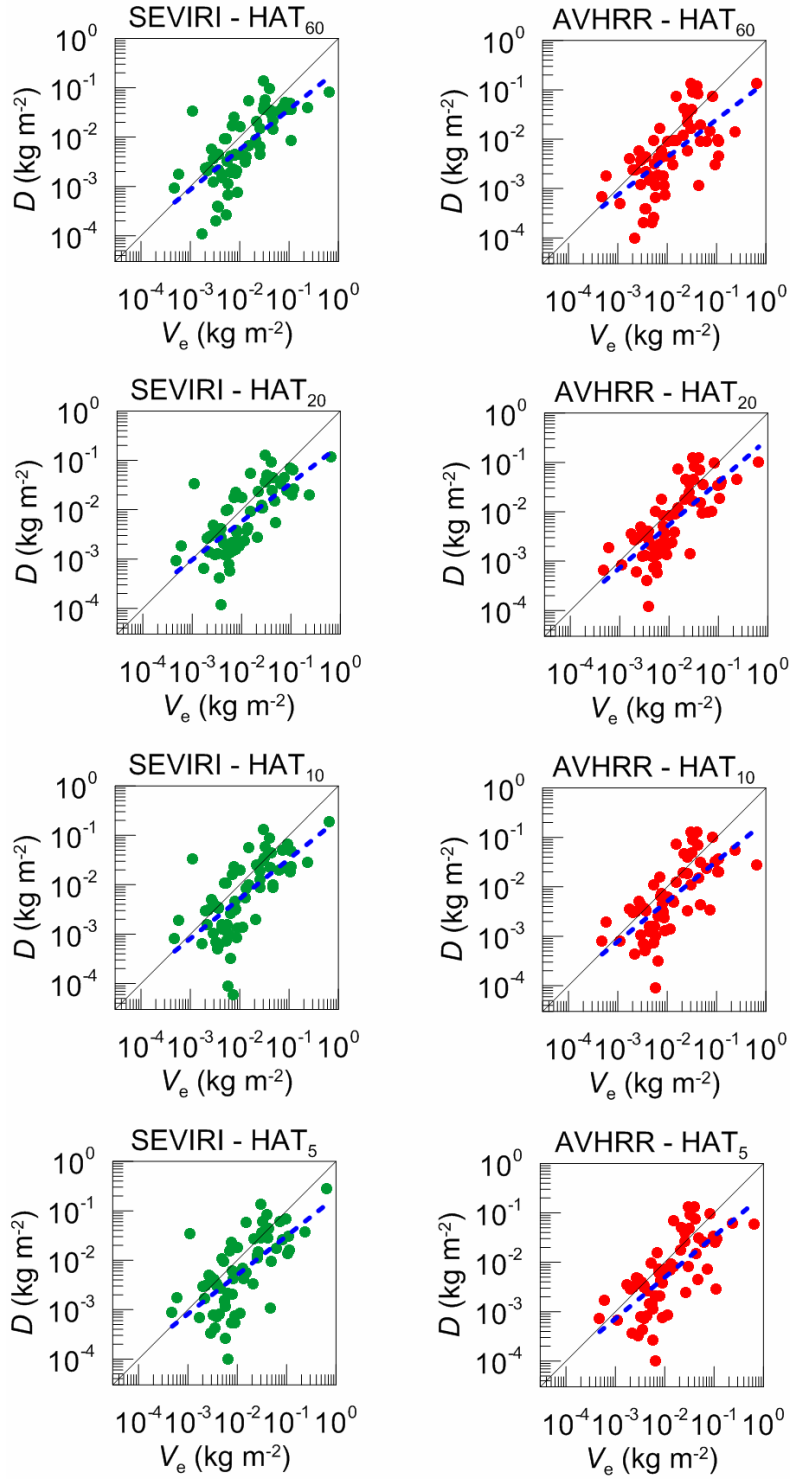 SEVIRI - HAT60
AVHRR - HAT60
10^0
10^-1
10^-2
10^-3
10^-4
D (kg m-2)
10^-4 10^-3 10^-2 10^-1 10^0
Ve (kg m-2)
10^0
10^-1
10^-2
10^-3
10^-4
D (kg m-2)
10^-4 10^-3 10^-2 10^-1 10^0
Ve (kg m-2)
SEVIRI - HAT20
AVHRR - HAT20
10^0
10^-1
10^-2
10^-3
10^-4
D (kg m-2)
10^-4 10^-3 10^-2 10^-1 10^0
Ve (kg m-2)
10^0
10^-1
10^-2
10^-3
10^-4
D (kg m-2)
10^-4 10^-3 10^-2 10^-1 10^0
Ve (kg m-2)
SEVIRI - HAT10
AVHRR - HAT10
10^0
10^-1
10^-2
10^-3
10^-4
D (kg m-2)
10^-4 10^-3 10^-2 10^-1 10^0
Ve (kg m-2)
10^0
10^-1
10^-2
10^-3
10^-4
D (kg m-2)
10^-4 10^-3 10^-2 10^-1 10^0
Ve (kg m-2)
SEVIRI - HAT5
AVHRR - HAT5
10^0
10^-1
10^-2
10^-3
10^-4
D (kg m-2)
10^-4 10^-3 10^-2 10^-1 10^0
Ve (kg m-2)
10^0
10^-1
10^-2
10^-3
10^-4
D (kg m-2)
10^-4 10^-3 10^-2 10^-1 10^0
Ve (kg m-2)